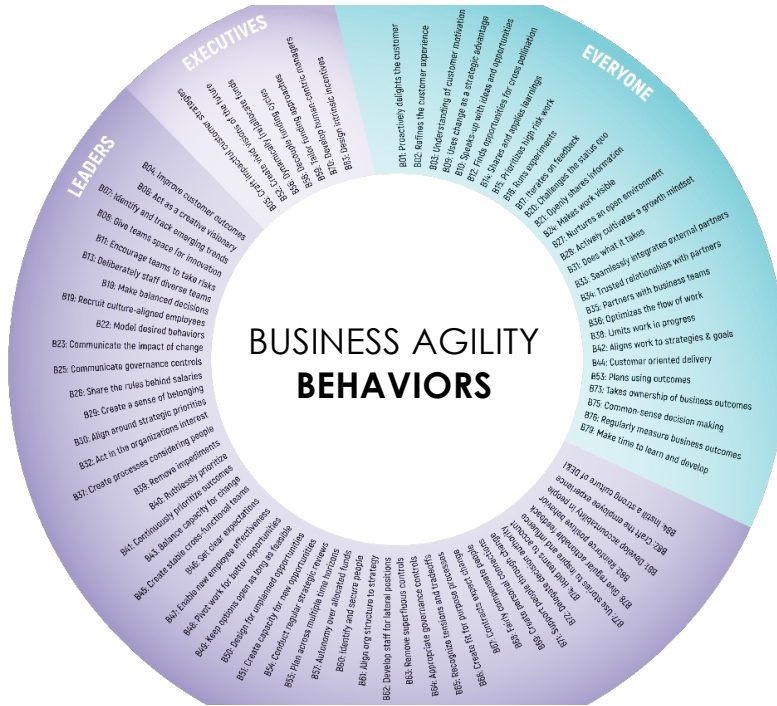 BUSINESS AGILITY
BEHAVIORS
EVERYONE
B01: Proactively delights the customer
B02: Refines the customer experience
B03: Understanding of customer motivation
B09: Uses change as a strategic advantage
B10: Speaks-up with ideas and opportunities
B12: Finds opportunities for cross pollination
B14: Shares and applies learnings
B15: Prioritizes high risk work
B16: Runs experiments
B17: Iterates on feedback
B20: Challenges the status quo
B21: Openly shares information
B24: Makes work visible
B27: Nurtures an open environment
B28: Actively cultivates a growth mindset
B31: Does what it takes
B33: Seamlessly integrates external partners
B34: Trusted relationships with partners
B35: Partners with business teams
B36: Optimizes the flow of work
B38: Limits work in progress
B42: Aligns work to strategies & goals
B44: Customer oriented delivery
B53: Plans using outcomes
B73: Takes ownership of business outcomes
B75: Common-sense decision making
B76: Regularly measure business outcomes
B79: Make time to learn and develop
B84: Instill a strong culture of DE&I
B82: Craft the employee experience
B81: Develop accountability in people
B80: Reinforce positive behavior
B78: Give regular actionable feedback
B77: Use stories to inspire and influence
B74: Hold teams to account
B72: Delegate decision authority
B71: Support people through change
B69: Create personal connections
B68: Fairly compensate people
B67: Contracts expect change
B66: Create fit for purpose processes
B65: Recognize tensions and tradeoffs
B64: Appropriate governance controls
B63: Remove superfluous controls
B62: Develop staff for lateral positions
B61: Align org structure to strategy
B60: Identify and secure people
B57: Autonomy over allocated funds
B55: Plan across multiple time horizons
B54: Conduct regular strategic reviews
B51: Create capacity for new opportunities
B50: Design for unplanned opportunities
B49: Keep options open as long as feasible
B48: Pivot work for better opportunities
B47: Enable new employee effectiveness
B46: Set clear expectations
B45: Create stable cross-functional teams
B43: Balance capacity for change
B41: Continuously prioritize outcomes
B40: Ruthlessly prioritize
B39: Remove impediments
B37: Create processes considering people
B32: Act in the organizations interest
B30: Align around strategic priorities
B29: Create a sense of belonging
B26: Share the rules behind salaries
B25: Communicate governance controls
B23: Communicate the impact of change
B22: Model desired behaviors
B19: Recruit culture-aligned employees
B18: Make balanced decisions
B13: Deliberately staff diverse teams
B11: Encourage teams to take risks
B08: Give teams space for innovation
B07: Identify and track emerging trends
B06: Act as a creative visionary
B04: Improve customer outcomes
LEADERS
EXECUTIVES
B05: Craft impactful customer strategies
B52: Create vivid visions of the future
B56: Dynamically (re)allocate funds
B58: Decouple funding cycles
B59: Tailor funding approaches
B70: Develop human-centric managers
B83: Design intrinsic incentives